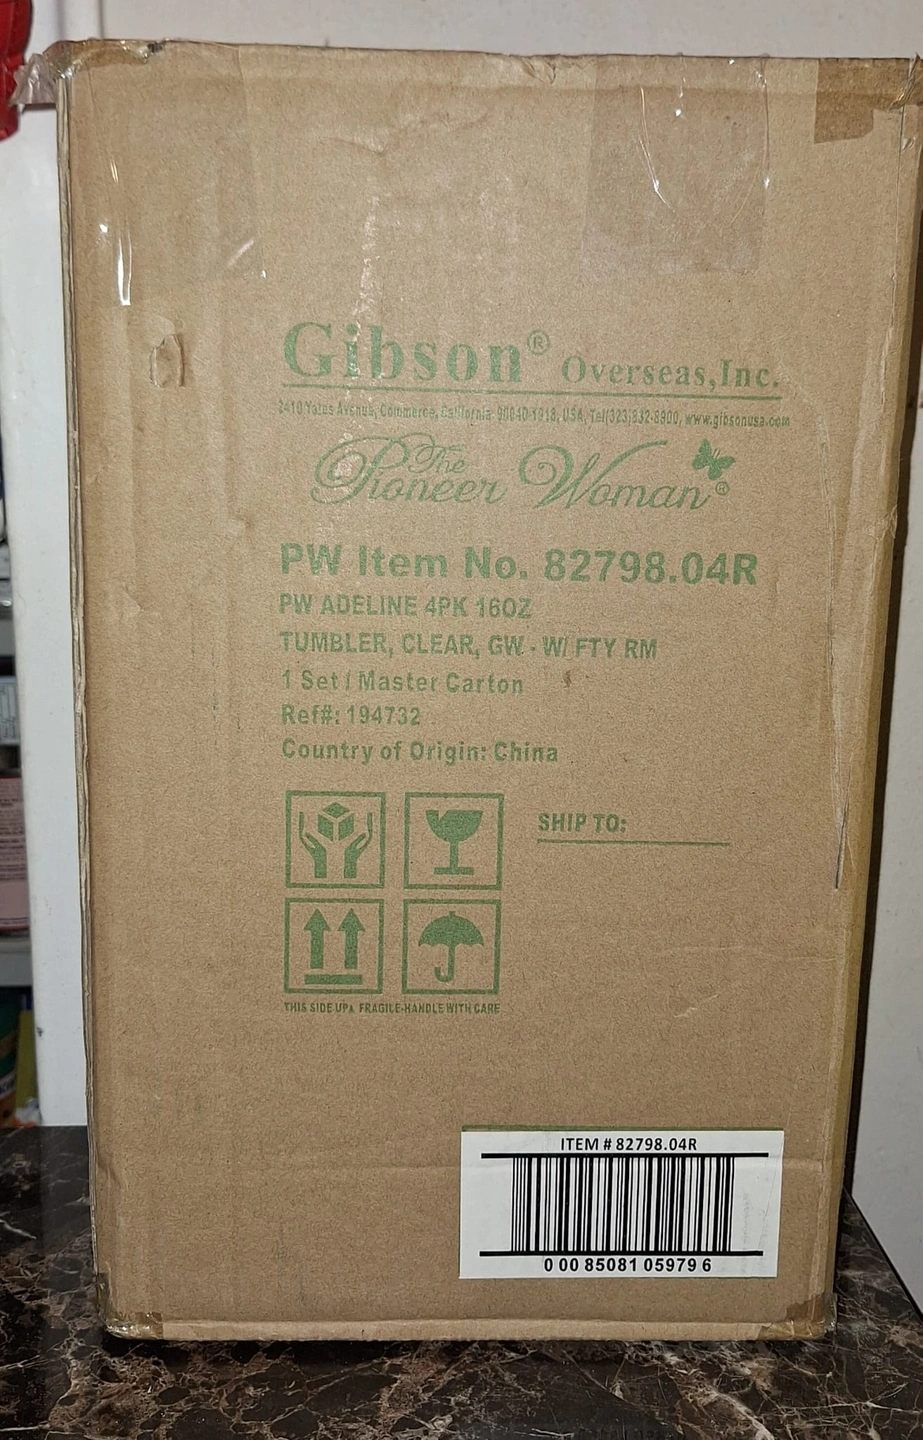 Gibson® Overseas,Inc.
2410 Yates Avenue, Commerce, California 90040-1918, USA, Tel(323)832-8900, www.gibsonusa.com
The Pioneer Woman®
PW Item No. 82798.04R
PW ADELINE 4PK 16OZ
TUMBLER, CLEAR, GW - W/ FTY RM
1 Set / Master Carton
Ref#: 194732
Country of Origin: China
SHIP TO:
THIS SIDE UP& FRAGILE-HANDLE WITH CARE
ITEM # 82798.04R
0 00 85081 05979 6